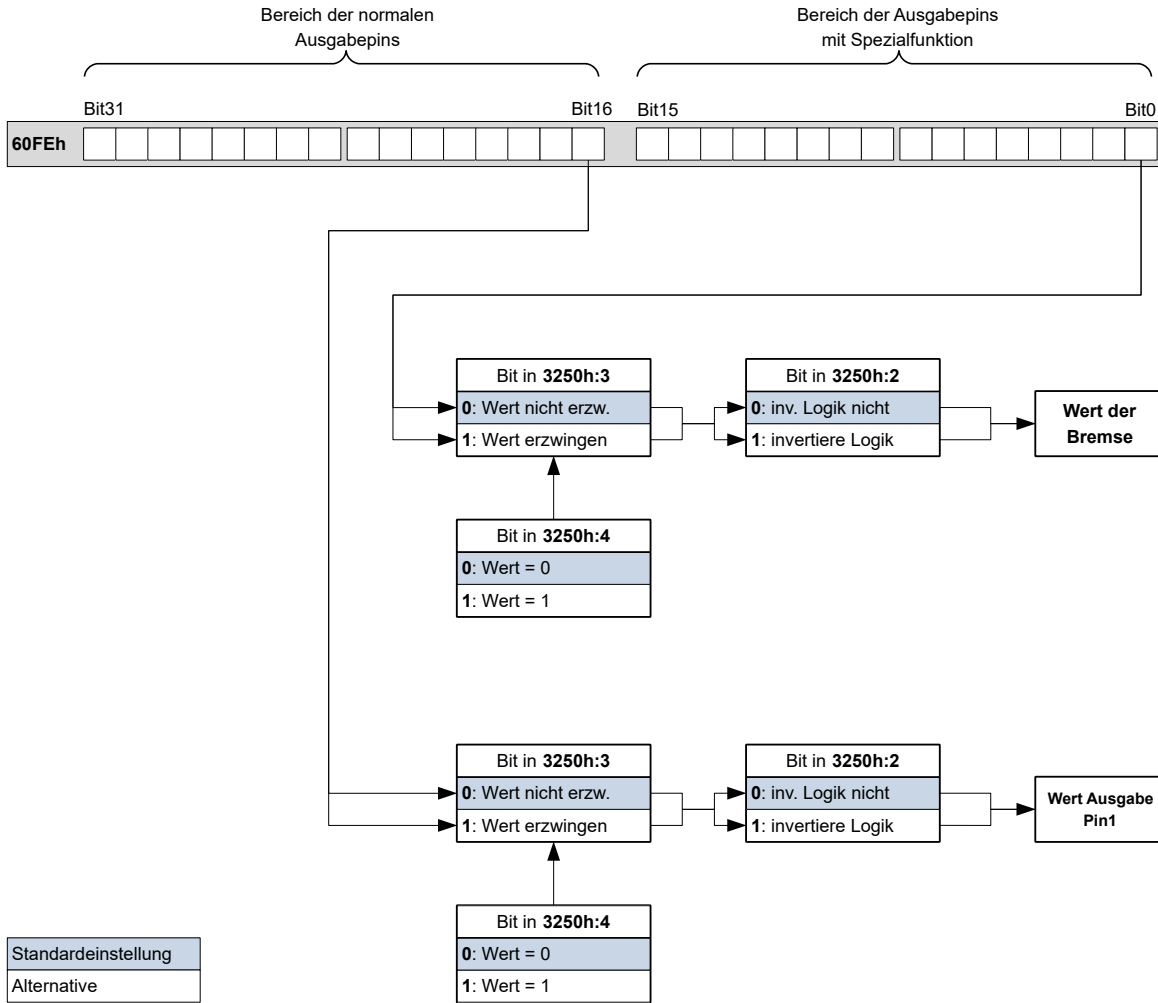 Bereich der normalen
Ausgabepins
Bereich der Ausgabepins
mit Spezialfunktion
Bit31
Bit16
Bit15
Bit0
60FEh
Bit in 3250h:3
0: Wert nicht erzw.
1: Wert erzwingen
Bit in 3250h:2
0: inv. Logik nicht
1: invertiere Logik
Wert der
Bremse
Bit in 3250h:4
0: Wert = 0
1: Wert = 1
Bit in 3250h:3
0: Wert nicht erzw.
1: Wert erzwingen
Bit in 3250h:2
0: inv. Logik nicht
1: invertiere Logik
Wert Ausgabe
Pin1
Bit in 3250h:4
0: Wert = 0
1: Wert = 1
Standardeinstellung
Alternative